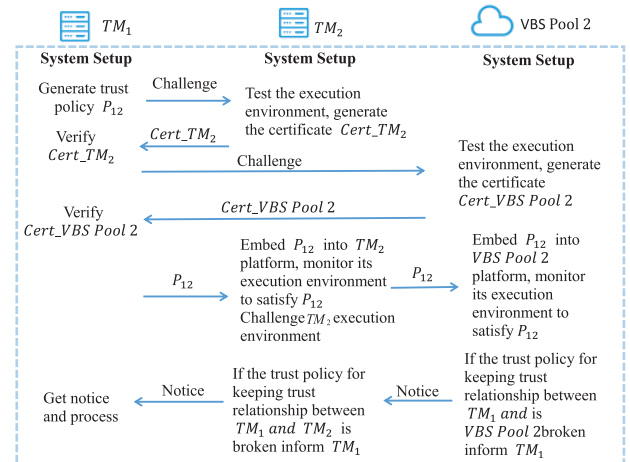 TM₁
TM₂
VBS Pool 2
System Setup
System Setup
System Setup
Generate trust
policy P₁₂
Challenge
Test the execution
environment, generate
the certificate Cert_TM₂
Verify
Cert_TM₂
Cert_TM₂
Challenge
Test the execution
environment, generate
the certificate
Cert_VBS Pool 2
Verify
Cert_VBS Pool 2
Cert_VBS Pool 2
P₁₂
Embed P₁₂ into TM₂
platform, monitor its
execution environment
to satisfy P₁₂
Challenge TM₂ execution
environment
P₁₂
Embed P₁₂ into
VBS Pool 2
platform, monitor
its execution
environment to
satisfy P₁₂
Get notice
and process
Notice
If the trust policy for
keeping trust
relationship between
TM₁ and TM₂ is
broken inform TM₁
Notice
If the trust policy for
keeping trust
relationship between
TM₁ and is
VBS Pool 2broken
inform TM₁